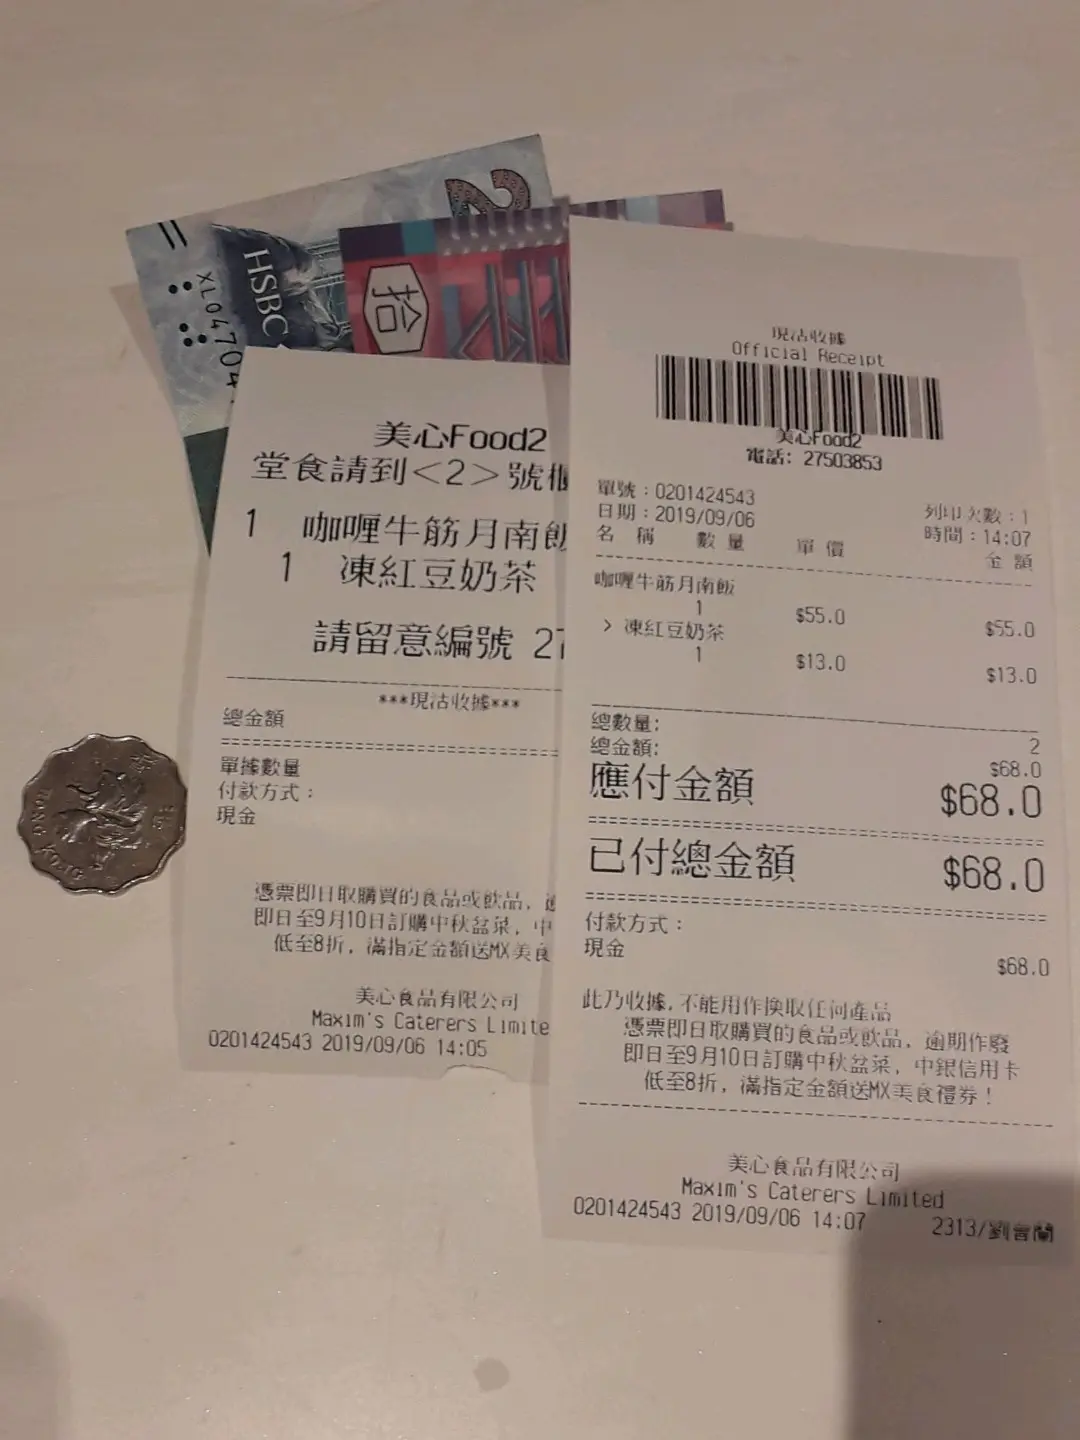 2
HSBC
XL0470
拾
HONG KONG
香
港
美心Food2
堂食請到<2>號
1 咖喱牛筋月南飯
1 凍紅豆奶茶
請留意編號 27
***現沽收據***
總金額
單據數量
付款方式：
現金
憑票即日取購買的食品或飲品，
即日至9月10日訂購中秋盆菜，中
低至8折，滿指定金額送MX美食
美心食品有限公司
Maxim's Caterers Limite
0201424543 2019/09/06 14:05
現沽收據
Official Receipt
美心Food2
電話: 27503853
單號：0201424543
列印次數：1
日期：2019/09/06 時間：14:07
名 稱 數 量 單 價 金 額
咖喱牛筋月南飯
1 $55.0 $55.0
> 凍紅豆奶茶
1 $13.0 $13.0
總數量: 2
總金額: $68.0
應付金額 $68.0
已付總金額 $68.0
付款方式：
現金 $68.0
此乃收據,不能用作換取任何產品
憑票即日取購買的食品或飲品，逾期作廢
即日至9月10日訂購中秋盆菜，中銀信用卡
低至8折，滿指定金額送MX美食禮券！
美心食品有限公司
Maxim's Caterers Limited
0201424543 2019/09/06 14:07 2313/劉